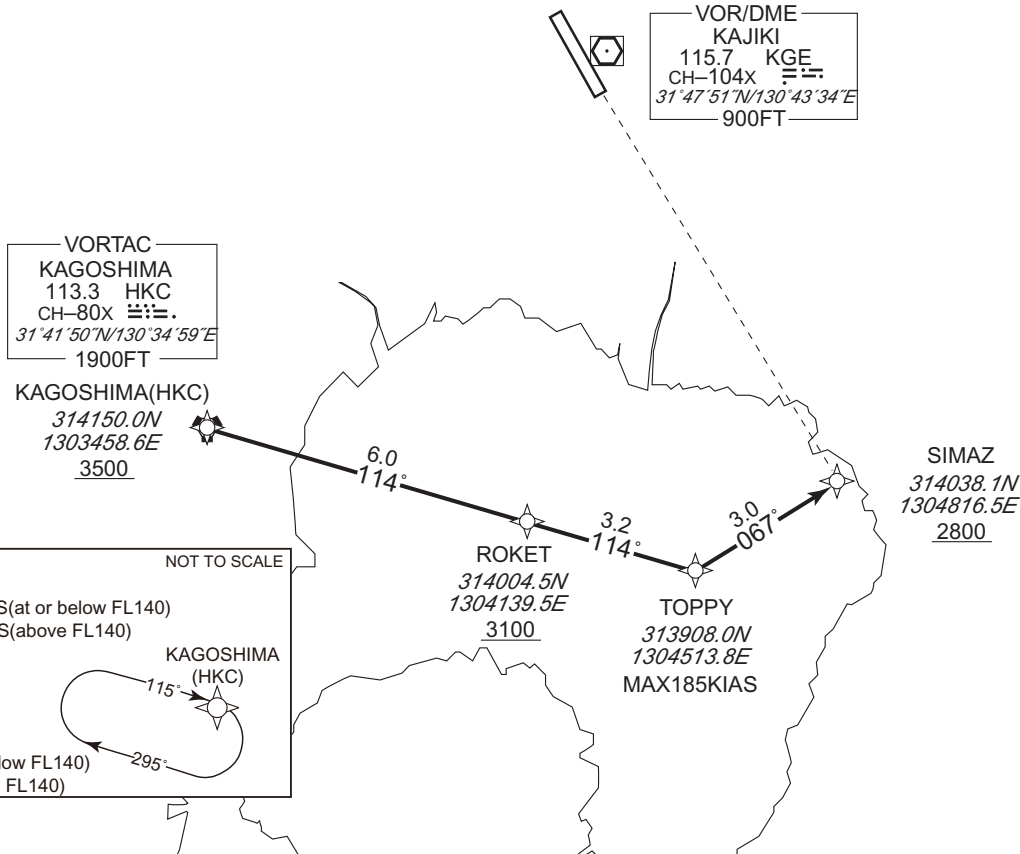 VOR/DME
KAJIKI
115.7 KGE
CH–104X
31°47´51˝N/130°43´34˝E
900FT
VORTAC
KAGOSHIMA
113.3 HKC
CH–80X
31°41´50˝N/130°34´59˝E
1900FT
KAGOSHIMA(HKC)
314150.0N
1303458.6E
3500
6.0
114°
ROKET
314004.5N
1304139.5E
3100
3.2
114°
TOPPY
313908.0N
1304513.8E
MAX185KIAS
3.0
067°
SIMAZ
314038.1N
1304816.5E
2800
NOT TO SCALE
S(at or below FL140)
S(above FL140)
KAGOSHIMA
(HKC)
115°
295°
low FL140)
FL140)